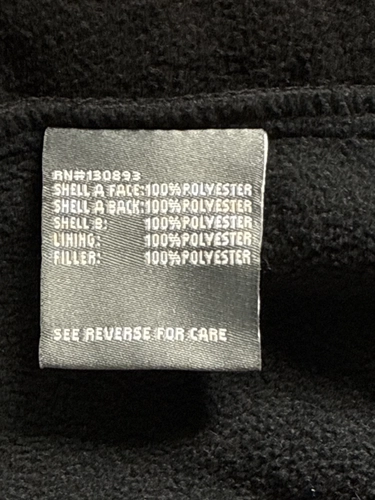 RN#130893
SHELL A FACE:100%POLYESTER
SHELL A BACK:100%POLYESTER
SHELL B: 100%POLYESTER
LINING: 100%POLYESTER
FILLER: 100%POLYESTER
SEE REVERSE FOR CARE